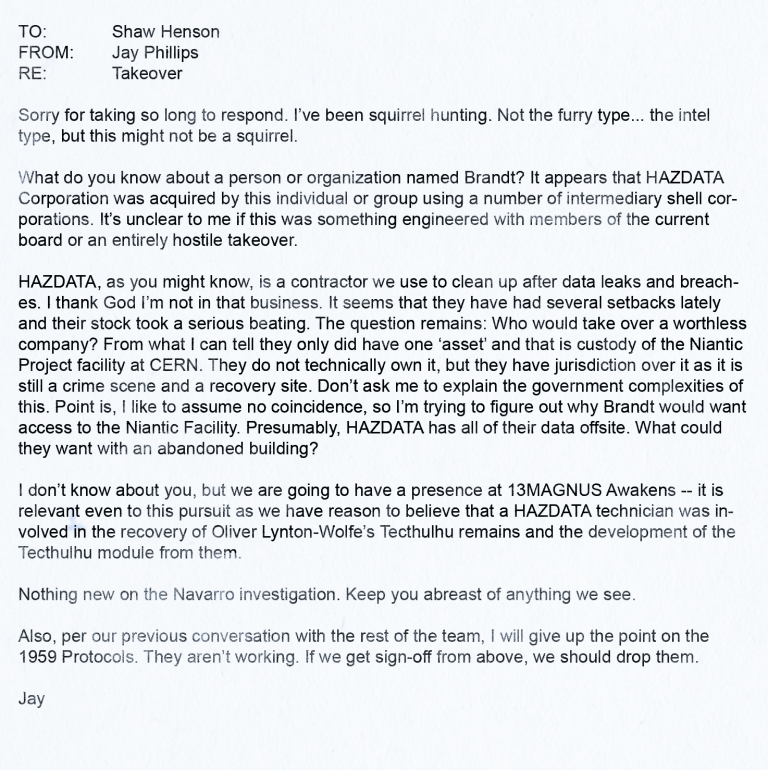 TO: Shaw Henson
FROM: Jay Phillips
RE: Takeover
Sorry for taking so long to respond. I've been squirrel hunting. Not the furry type... the intel
type, but this might not be a squirrel.
What do you know about a person or organization named Brandt? It appears that HAZDATA
Corporation was acquired by this individual or group using a number of intermediary shell cor-
porations. It's unclear to me if this was something engineered with members of the current
board or an entirely hostile takeover.
HAZDATA, as you might know, is a contractor we use to clean up after data leaks and breach-
es. I thank God I'm not in that business. It seems that they have had several setbacks lately
and their stock took a serious beating. The question remains: Who would take over a worthless
company? From what I can tell they only did have one 'asset' and that is custody of the Niantic
Project facility at CERN. They do not technically own it, but they have jurisdiction over it as it is
still a crime scene and a recovery site. Don't ask me to explain the government complexities of
this. Point is, I like to assume no coincidence, so I'm trying to figure out why Brandt would want
access to the Niantic Facility. Presumably, HAZDATA has all of their data offsite. What could
they want with an abandoned building?
I don't know about you, but we are going to have a presence at 13MAGNUS Awakens -- it is
relevant even to this pursuit as we have reason to believe that a HAZDATA technician was in-
volved in the recovery of Oliver Lynton-Wolfe's Tecthulhu remains and the development of the
Tecthulhu module from them.
Nothing new on the Navarro investigation. Keep you abreast of anything we see.
Also, per our previous conversation with the rest of the team, I will give up the point on the
1959 Protocols. They aren't working. If we get sign-off from above, we should drop them.
Jay